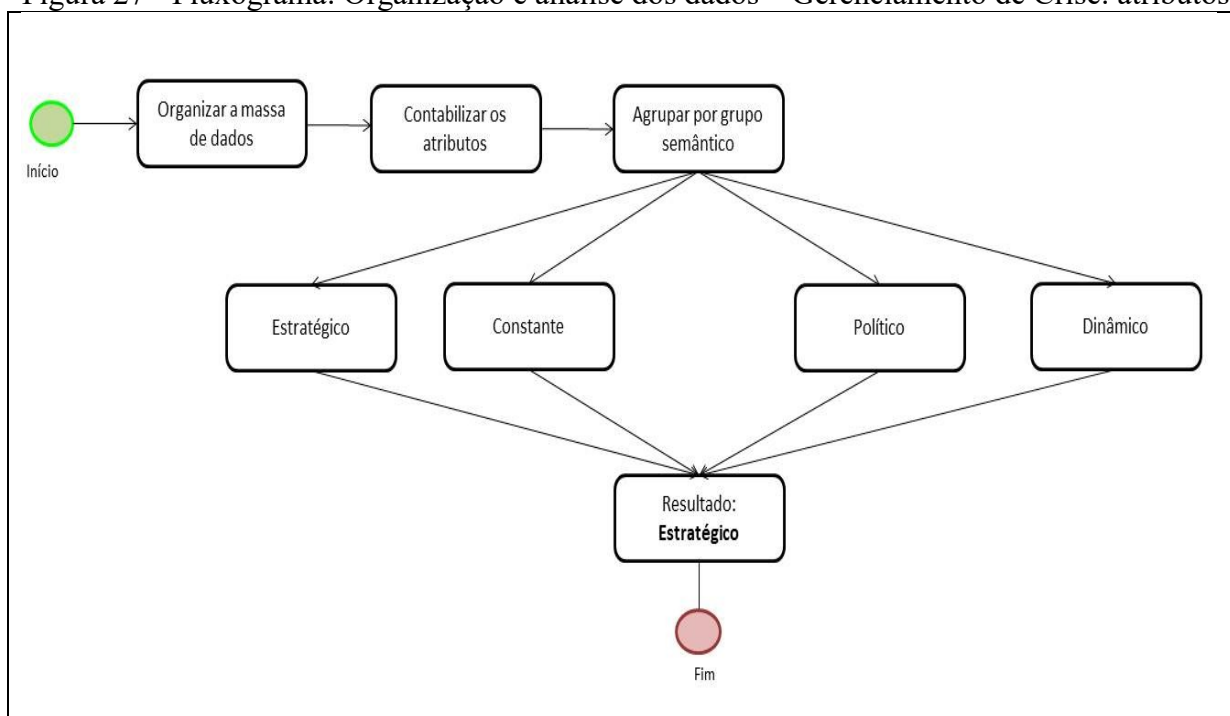 Figura 27 - Fluxograma: Organização e análise dos dados – Gerenciamento de Crise: atributos
Organizar a massa
de dados
Contabilizar os
atributos
Agrupar por grupo
semântico
Início
Estratégico
Constante
Político
Dinâmico
Resultado:
Estratégico
Fim